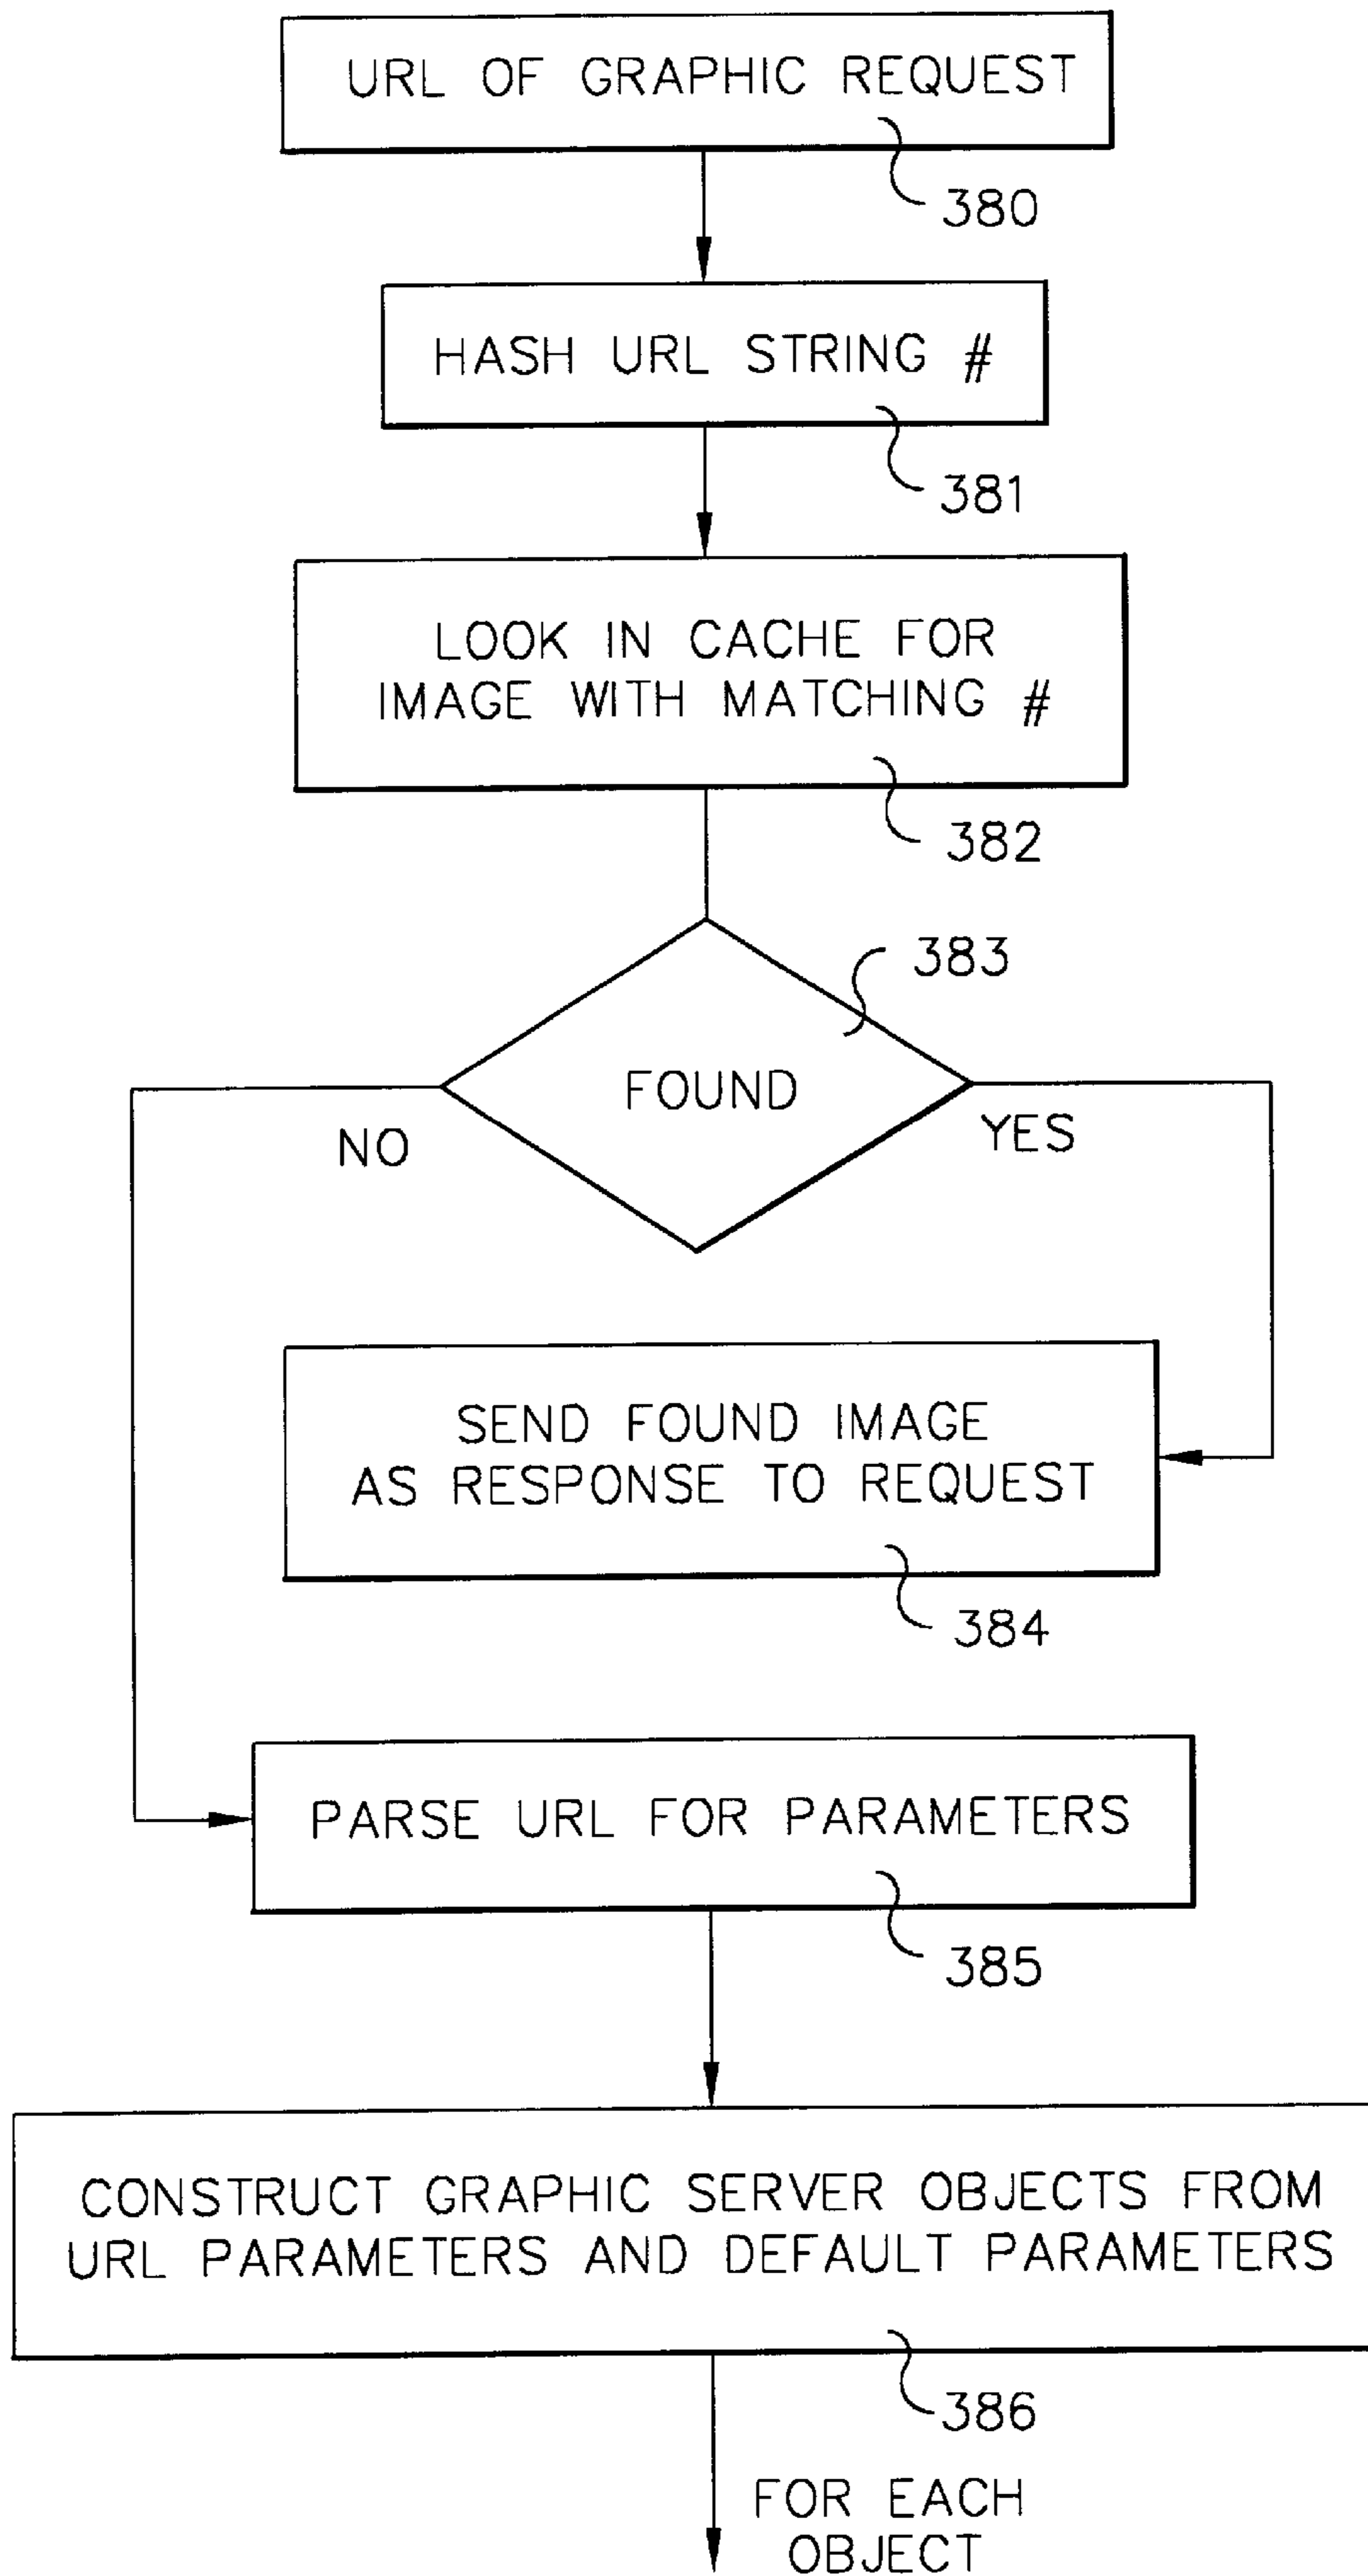 URL OF GRAPHIC REQUEST
380
HASH URL STRING #
381
LOOK IN CACHE FOR
IMAGE WITH MATCHING #
382
383
FOUND
NO
YES
SEND FOUND IMAGE
AS RESPONSE TO REQUEST
384
PARSE URL FOR PARAMETERS
385
CONSTRUCT GRAPHIC SERVER OBJECTS FROM
URL PARAMETERS AND DEFAULT PARAMETERS
386
FOR EACH
OBJECT